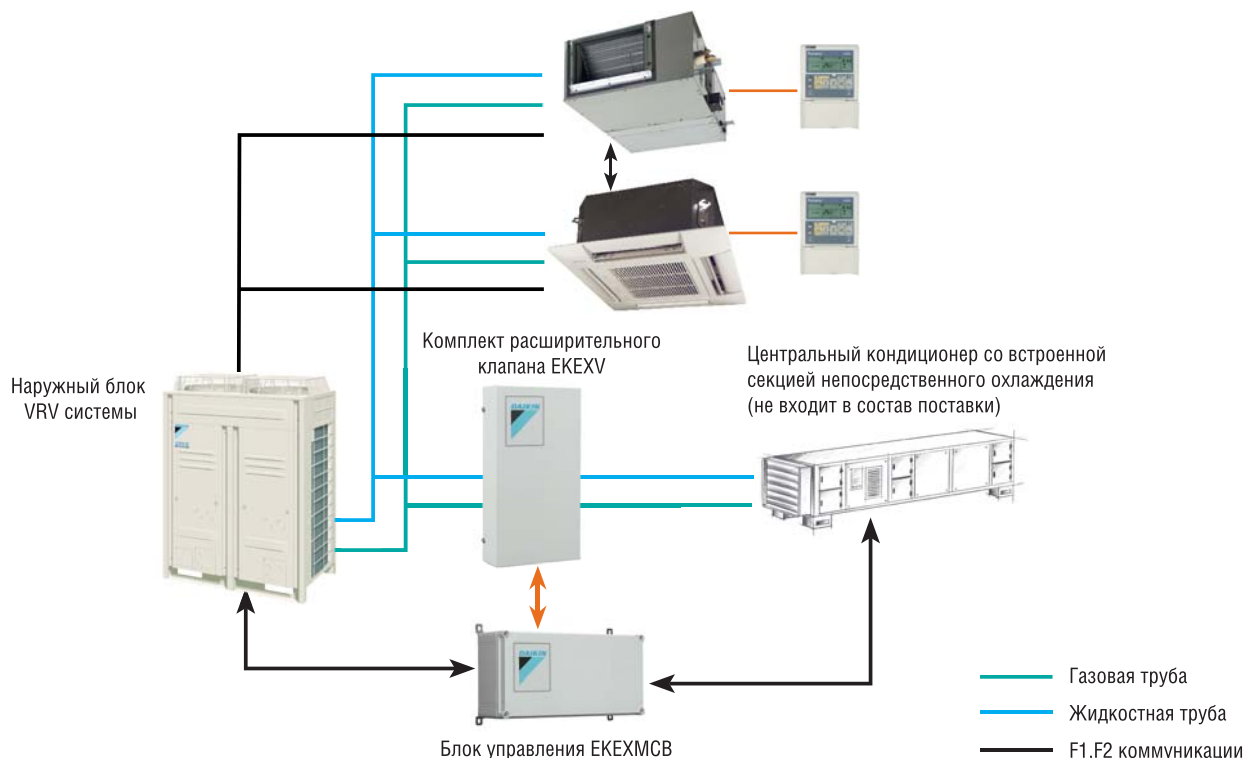 Комплект расширительного
клапана EKEXV
Центральный кондиционер со встроенной
секцией непосредственного охлаждения
(не входит в состав поставки)
Наружный блок
VRV системы
DAIKIN
DAIKIN
Блок управления EKEXMCB
Газовая труба
Жидкостная труба
F1.F2 коммуникации